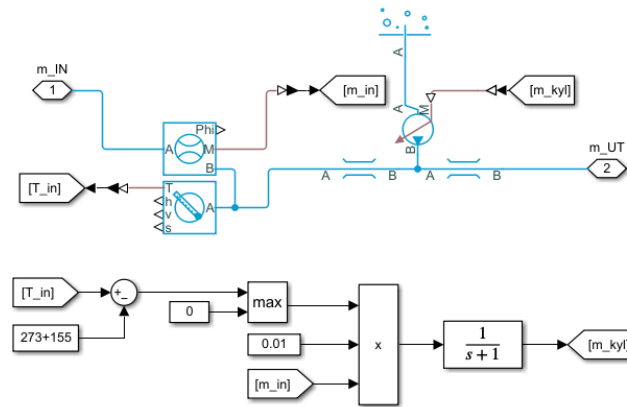 A
m_IN
1
[m_in]
A
M
[m_kyl]
Phi
A
M
B
B
m_UT
2
[T_in]
T
h
v
s
A
A
B
A
B
[T_in]
+
−
273+155
0
max
0.01
[m_in]
x
1
s + 1
[m_kyl]